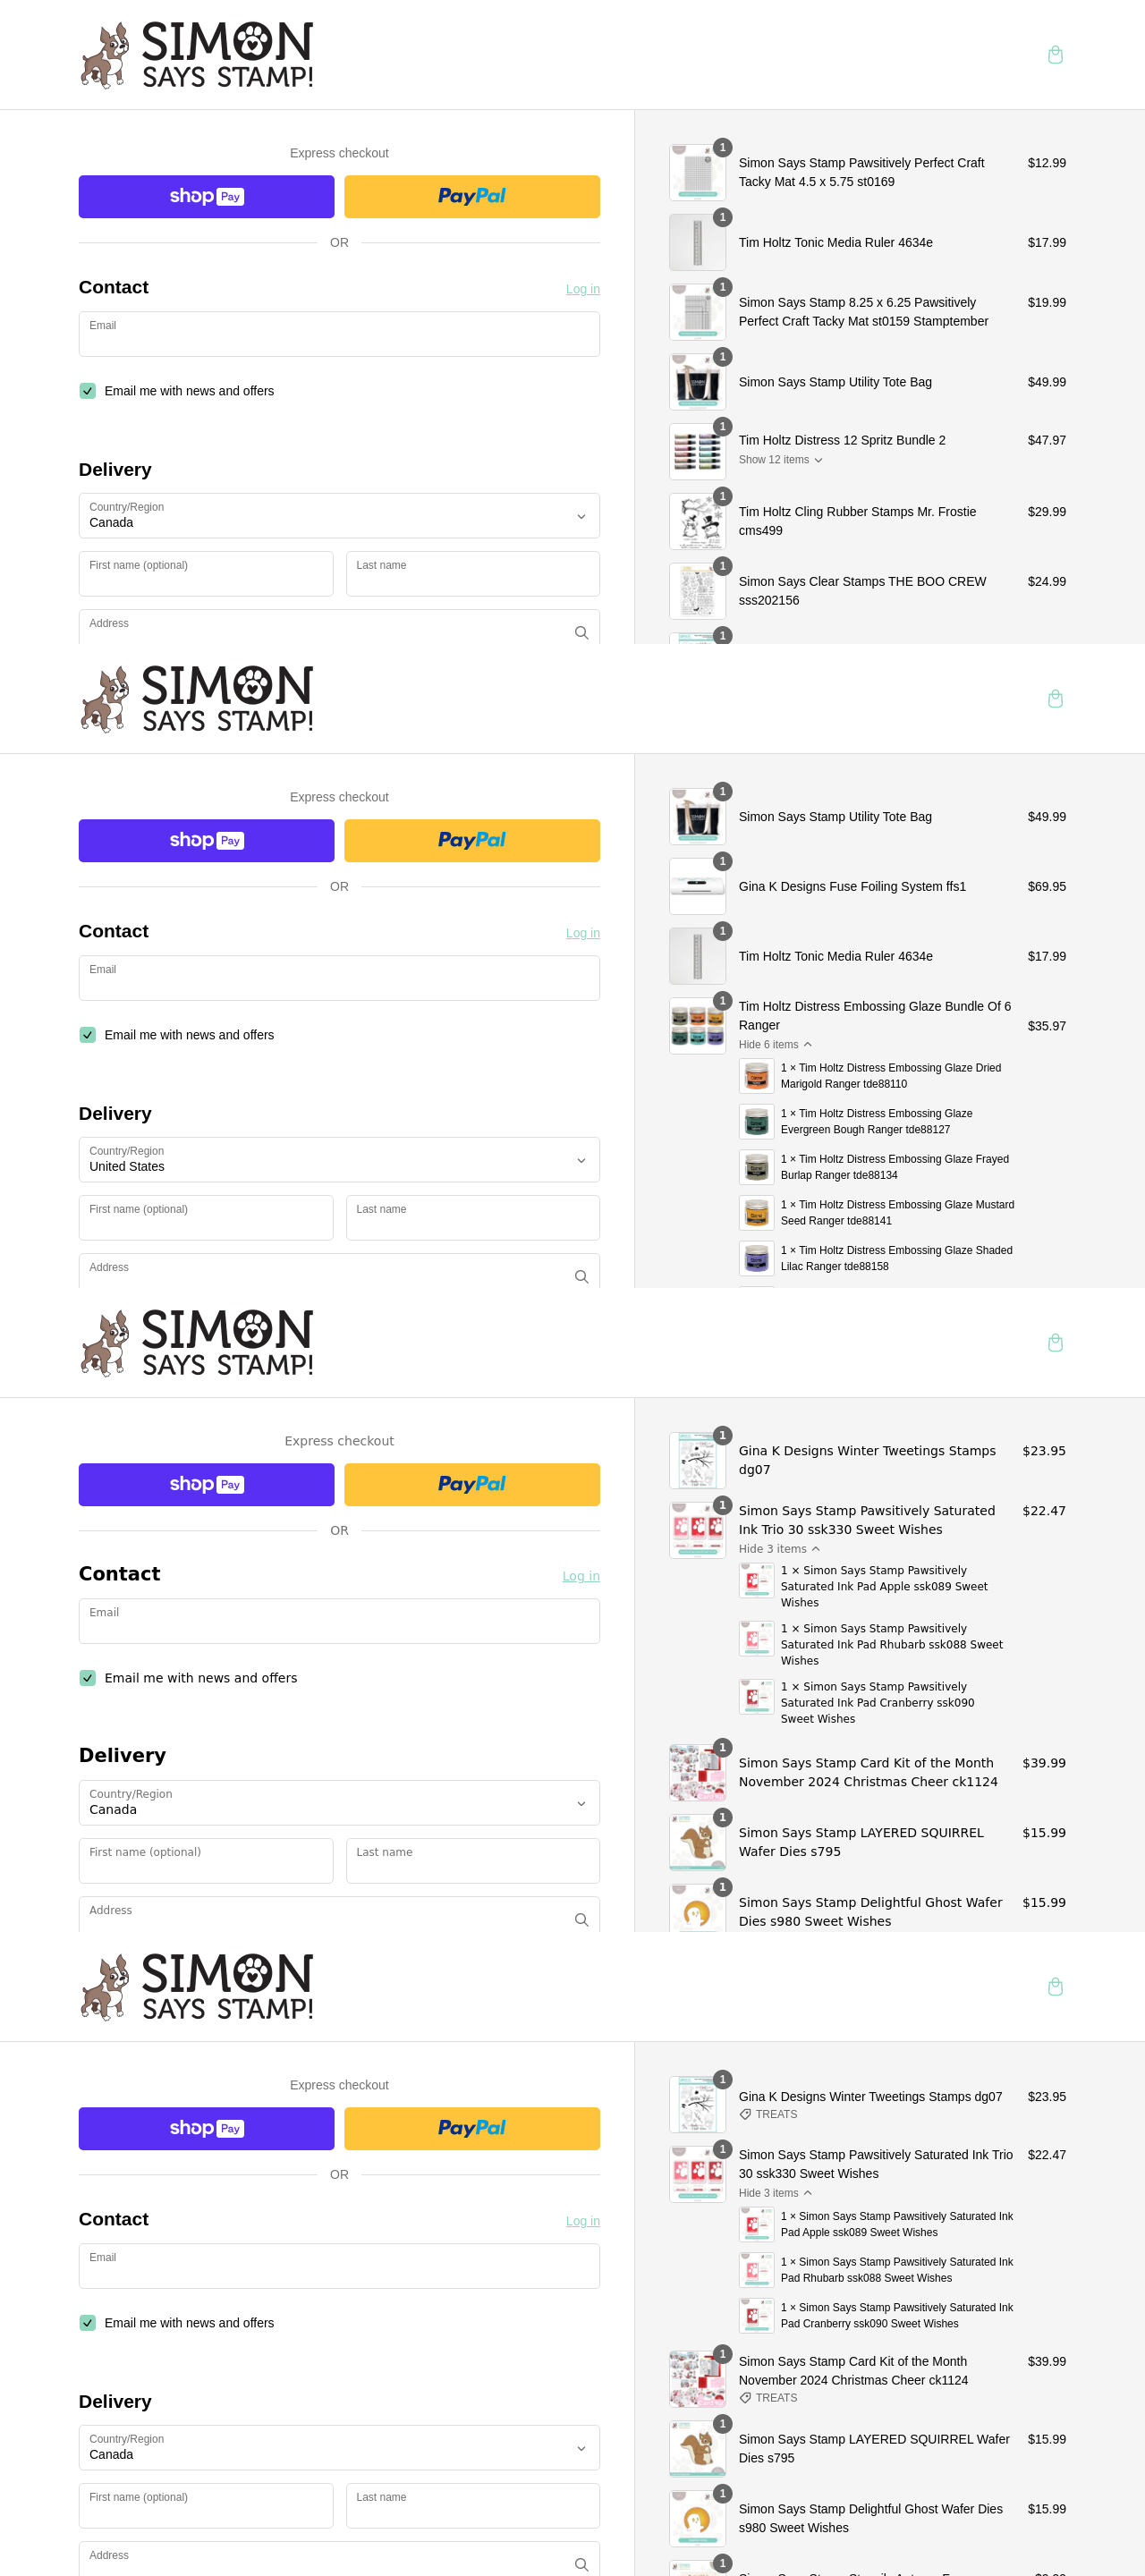 SIMON
SAYS STAMP!
Express checkout
shop Pay
PayPal
OR
Contact
Log in
Email
Email me with news and offers
Delivery
Country/Region
Canada
First name (optional)
Last name
Address
1
Simon Says Stamp Pawsitively Perfect Craft
Tacky Mat 4.5 x 5.75 st0169
$12.99
1
Tim Holtz Tonic Media Ruler 4634e
$17.99
1
Simon Says Stamp 8.25 x 6.25 Pawsitively
Perfect Craft Tacky Mat st0159 Stamptember
$19.99
1
Simon Says Stamp Utility Tote Bag
$49.99
1
Tim Holtz Distress 12 Spritz Bundle 2
Show 12 items
$47.97
1
Tim Holtz Cling Rubber Stamps Mr. Frostie
cms499
$29.99
1
Simon Says Clear Stamps THE BOO CREW
sss202156
$24.99
1
SIMON
SAYS STAMP!
Express checkout
shop Pay
PayPal
OR
Contact
Log in
Email
Email me with news and offers
Delivery
Country/Region
United States
First name (optional)
Last name
Address
1
Simon Says Stamp Utility Tote Bag
$49.99
1
Gina K Designs Fuse Foiling System ffs1
$69.95
1
Tim Holtz Tonic Media Ruler 4634e
$17.99
1
Tim Holtz Distress Embossing Glaze Bundle Of 6
Ranger
Hide 6 items
$35.97
1 × Tim Holtz Distress Embossing Glaze Dried
Marigold Ranger tde88110
1 × Tim Holtz Distress Embossing Glaze
Evergreen Bough Ranger tde88127
1 × Tim Holtz Distress Embossing Glaze Frayed
Burlap Ranger tde88134
1 × Tim Holtz Distress Embossing Glaze Mustard
Seed Ranger tde88141
1 × Tim Holtz Distress Embossing Glaze Shaded
Lilac Ranger tde88158
SIMON
SAYS STAMP!
Express checkout
shop Pay
PayPal
OR
Contact
Log in
Email
Email me with news and offers
Delivery
Country/Region
Canada
First name (optional)
Last name
Address
1
Gina K Designs Winter Tweetings Stamps
dg07
$23.95
1
Simon Says Stamp Pawsitively Saturated
Ink Trio 30 ssk330 Sweet Wishes
Hide 3 items
$22.47
1 × Simon Says Stamp Pawsitively
Saturated Ink Pad Apple ssk089 Sweet
Wishes
1 × Simon Says Stamp Pawsitively
Saturated Ink Pad Rhubarb ssk088 Sweet
Wishes
1 × Simon Says Stamp Pawsitively
Saturated Ink Pad Cranberry ssk090
Sweet Wishes
1
Simon Says Stamp Card Kit of the Month
November 2024 Christmas Cheer ck1124
$39.99
1
Simon Says Stamp LAYERED SQUIRREL
Wafer Dies s795
$15.99
1
Simon Says Stamp Delightful Ghost Wafer
Dies s980 Sweet Wishes
$15.99
SIMON
SAYS STAMP!
Express checkout
shop Pay
PayPal
OR
Contact
Log in
Email
Email me with news and offers
Delivery
Country/Region
Canada
First name (optional)
Last name
Address
1
Gina K Designs Winter Tweetings Stamps dg07
TREATS
$23.95
1
Simon Says Stamp Pawsitively Saturated Ink Trio
30 ssk330 Sweet Wishes
Hide 3 items
$22.47
1 × Simon Says Stamp Pawsitively Saturated Ink
Pad Apple ssk089 Sweet Wishes
1 × Simon Says Stamp Pawsitively Saturated Ink
Pad Rhubarb ssk088 Sweet Wishes
1 × Simon Says Stamp Pawsitively Saturated Ink
Pad Cranberry ssk090 Sweet Wishes
1
Simon Says Stamp Card Kit of the Month
November 2024 Christmas Cheer ck1124
TREATS
$39.99
1
Simon Says Stamp LAYERED SQUIRREL Wafer
Dies s795
$15.99
1
Simon Says Stamp Delightful Ghost Wafer Dies
s980 Sweet Wishes
$15.99
1